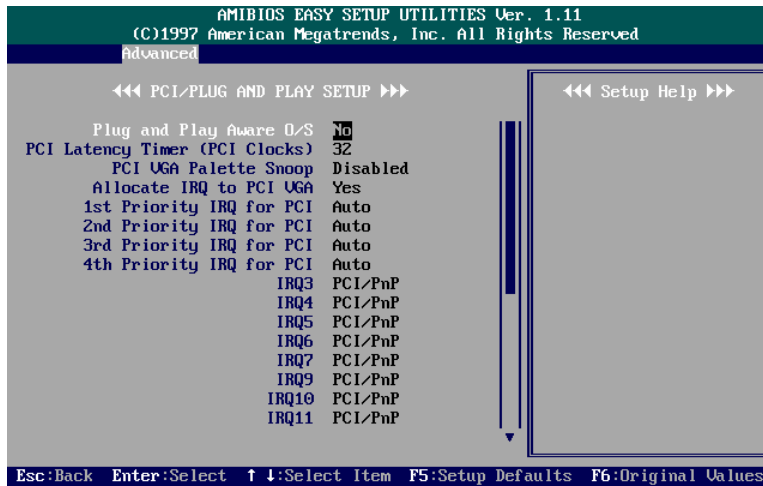 AMIBIOS EASY SETUP UTILITIES Ver. 1.11
(C)1997 American Megatrends, Inc. All Rights Reserved
Advanced
PCI/PLUG AND PLAY SETUP
Setup Help
Plug and Play Aware O/S No
PCI Latency Timer (PCI Clocks) 32
PCI VGA Palette Snoop Disabled
Allocate IRQ to PCI VGA Yes
1st Priority IRQ for PCI Auto
2nd Priority IRQ for PCI Auto
3rd Priority IRQ for PCI Auto
4th Priority IRQ for PCI Auto
IRQ3 PCI/PnP
IRQ4 PCI/PnP
IRQ5 PCI/PnP
IRQ6 PCI/PnP
IRQ7 PCI/PnP
IRQ9 PCI/PnP
IRQ10 PCI/PnP
IRQ11 PCI/PnP
Esc:Back Enter:Select ↑ ↓:Select Item F5:Setup Defaults F6:Original Values